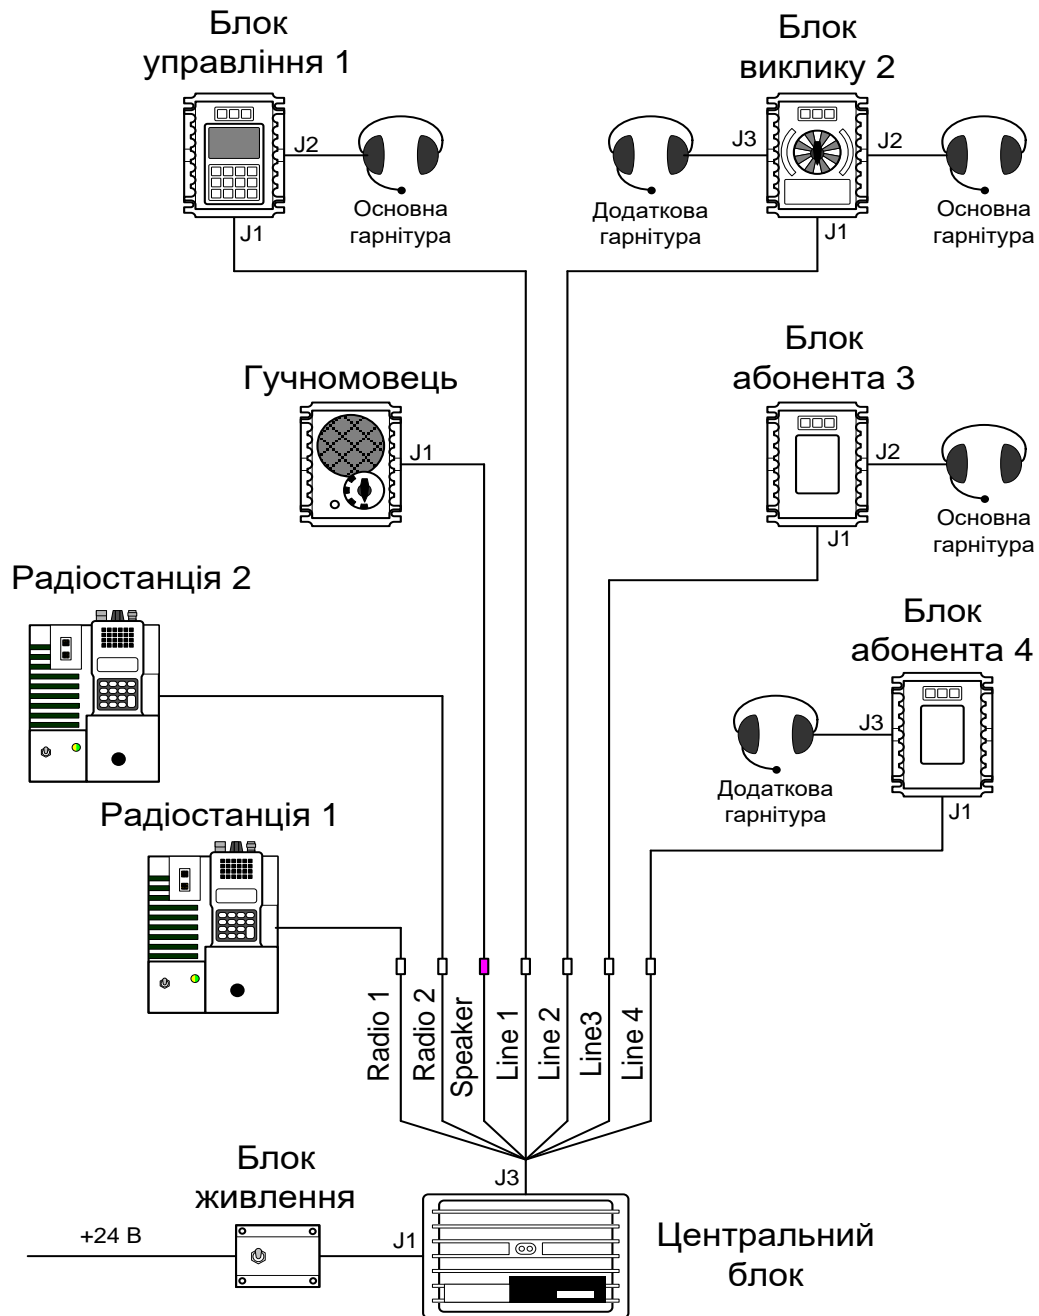 Блок
управління 1
J2
Основна
гарнітура
J1
Блок
виклику 2
J3
J2
Додаткова
гарнітура
Основна
гарнітура
J1
Гучномовець
J1
Блок
абонента 3
J2
Основна
гарнітура
J1
Радіостанція 2
Блок
абонента 4
J3
Додаткова
гарнітура
J1
Радіостанція 1
Radio 1
Radio 2
Speaker
Line 1
Line 2
Line3
Line 4
J3
Блок
живлення
+24 В
J1
Центральний
блок